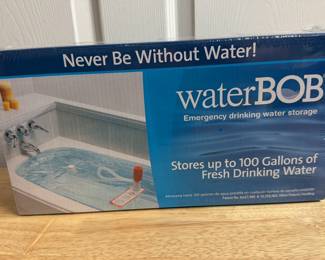 Never Be Without Water!
waterBOB
Emergency drinking water storage
Stores up to 100 Gallons of
Fresh Drinking Water